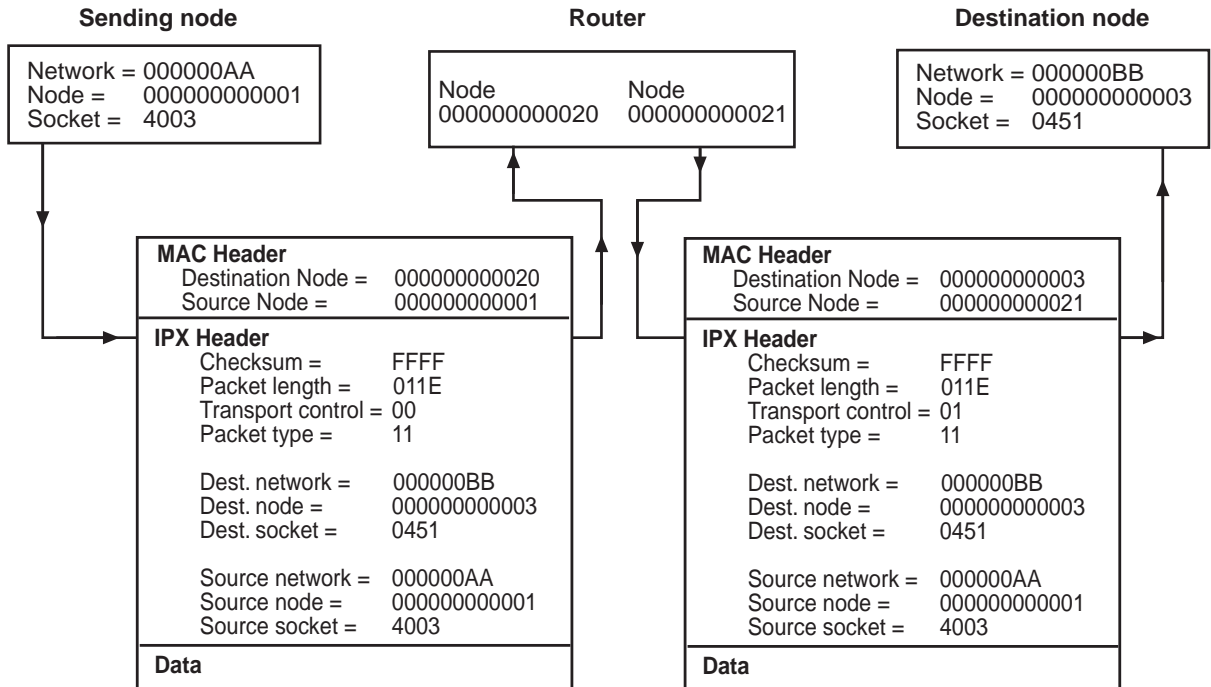 Sending node
Router
Destination node
Network = 000000AA
Node = 000000000001
Socket = 4003
Node
000000000020
Node
000000000021
Network = 000000BB
Node = 000000000003
Socket = 0451
MAC Header
Destination Node = 000000000020
Source Node = 000000000001
IPX Header
Checksum = FFFF
Packet length = 011E
Transport control = 00
Packet type = 11
Dest. network = 000000BB
Dest. node = 000000000003
Dest. socket = 0451
Source network = 000000AA
Source node = 000000000001
Source socket = 4003
Data
MAC Header
Destination Node = 000000000003
Source Node = 000000000021
IPX Header
Checksum = FFFF
Packet length = 011E
Transport control = 01
Packet type = 11
Dest. network = 000000BB
Dest. node = 000000000003
Dest. socket = 0451
Source network = 000000AA
Source node = 000000000001
Source socket = 4003
Data